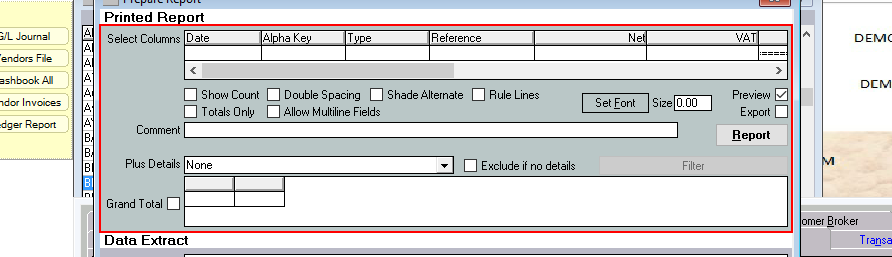 Prepare Report
Printed Report
G/L Journal
Vendors File
ashbook All
ndor Invoices
edger Report
Select Columns Date Alpha Key Type Reference Net VAT
=====
Show Count Double Spacing Shade Alternate Rule Lines Set Font Size 0.00 Preview
Totals Only Allow Multiline Fields Export
Comment Report
Plus Details None Exclude if no details Filter
Grand Total
Data Extract
DEMO
DEM
M
omer Broker
Transa